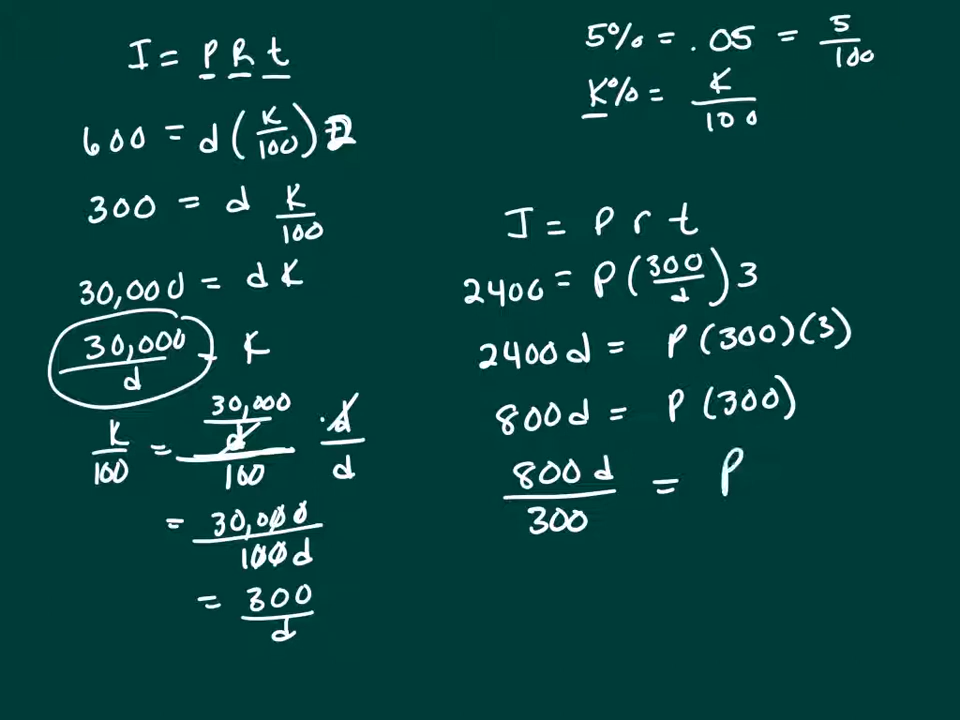 I = P R t
600 = d (K/100) 2
300 = d K/100
30,000 = d K
30,000/d = K
K/100 = 30,000/d / 100 · d/d
= 30,000/100d
= 300/d
5% = .05 = 5/100
K% = K/100
I = P r t
2400 = P (300/d) 3
2400 d = P (300)(3)
800 d = P (300)
800 d/300 = P